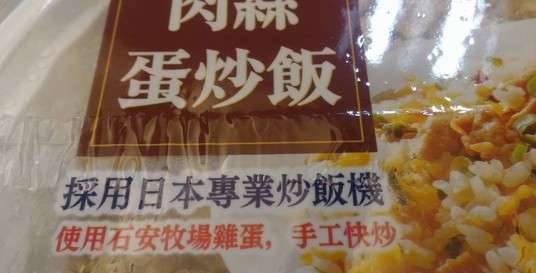 肉絲
蛋炒飯
採用日本專業炒飯機
使用石安牧場雞蛋，手工快炒